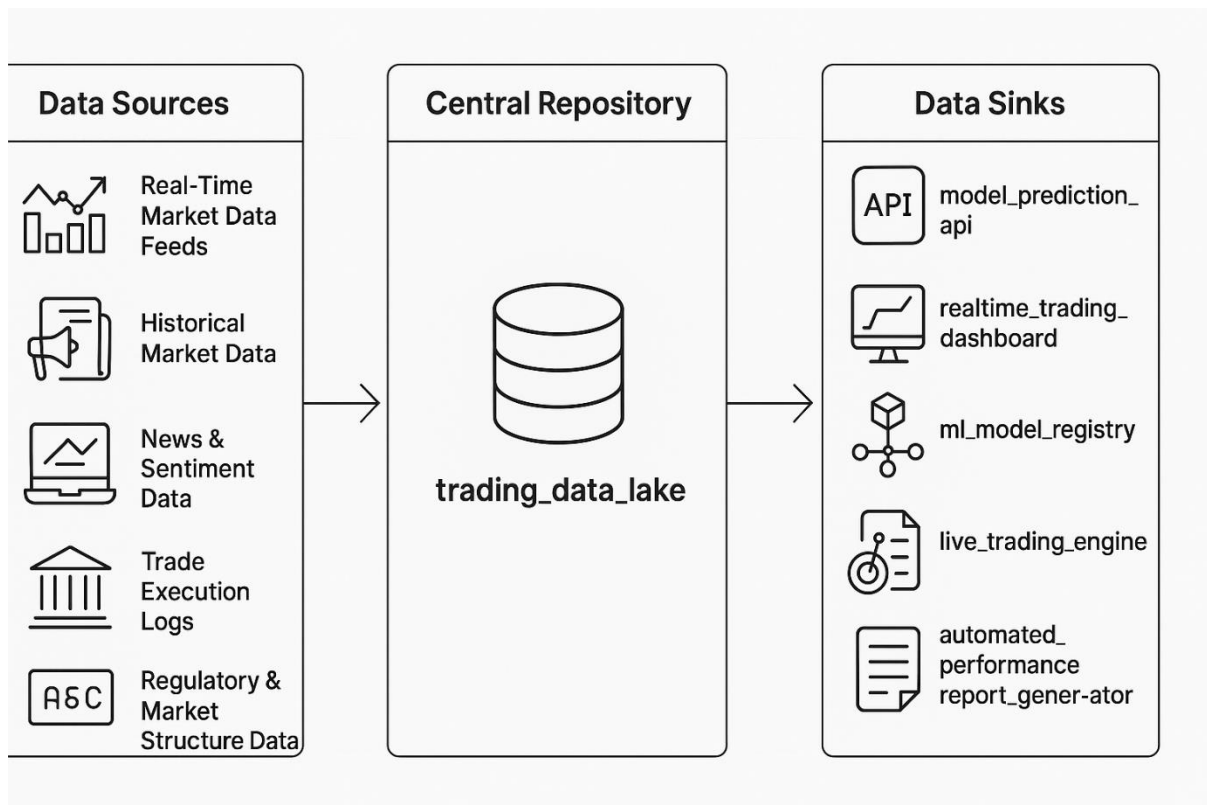 Data Sources
Real-Time
Market Data
Feeds
Historical
Market Data
News &
Sentiment
Data
Trade
Execution
Logs
A&C
Regulatory &
Market
Structure Data
Central Repository
trading_data_lake
Data Sinks
API
model_prediction_
api
realtime_trading_
dashboard
ml_model_registry
live_trading_engine
automated_
performance
report_gener-ator